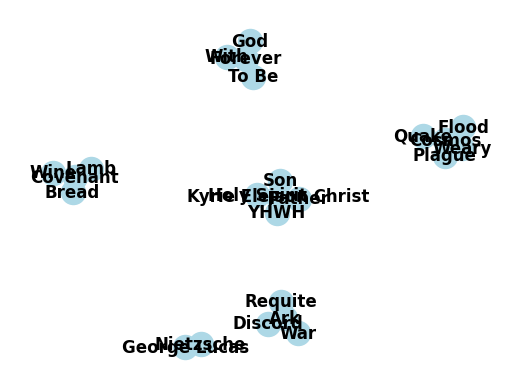 God
With
Forever
To Be
Flood
Quake
Cosmos
Weary
Plague
Lamb
Wine
Covenant
Bread
Son
Holy Spirit
Kyrie Eleison Christ
Father
YHWH
Requite
Ark
Discord
War
Nietzsche
George Lucas